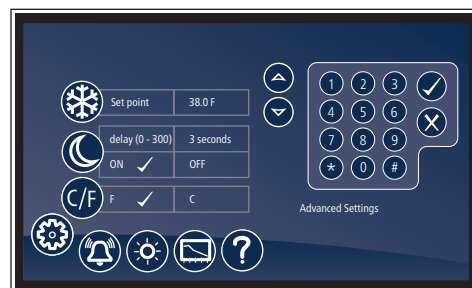 Set point 38.0 F
delay (0 - 300) 3 seconds
ON ✓ OFF
C/F F ✓ C
?
1 2 3
4 5 6
7 8 9
* 0 #
Advanced Settings